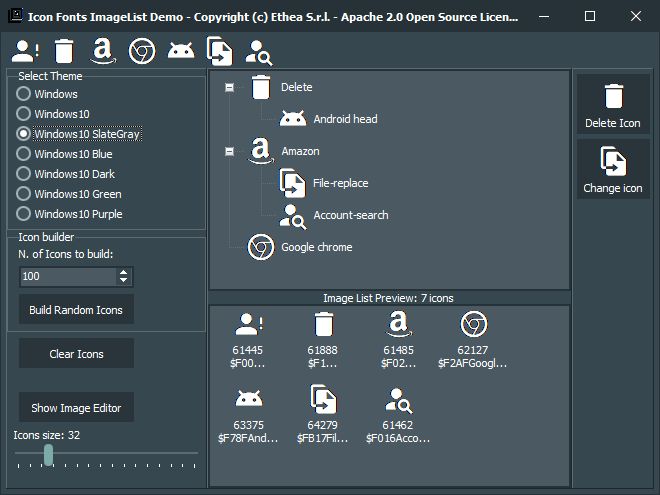 Icon Fonts ImageList Demo - Copyright (c) Ethea S.r.l. - Apache 2.0 Open Source Licen...
Select Theme
Windows
Windows10
Windows10 SlateGray
Windows10 Blue
Windows10 Dark
Windows10 Green
Windows10 Purple
Icon builder
N. of Icons to build:
100
Build Random Icons
Clear Icons
Show Image Editor
Icons size: 32
Delete
Android head
Amazon
File-replace
Account-search
Google chrome
Image List Preview: 7 icons
61445 61888 61485 62127
$F00... $F1... $F02... $F2AFGoogl...
63375 64279 61462
$F78FAnd... $FB17Fil... $F016Acco...
Delete Icon
Change icon